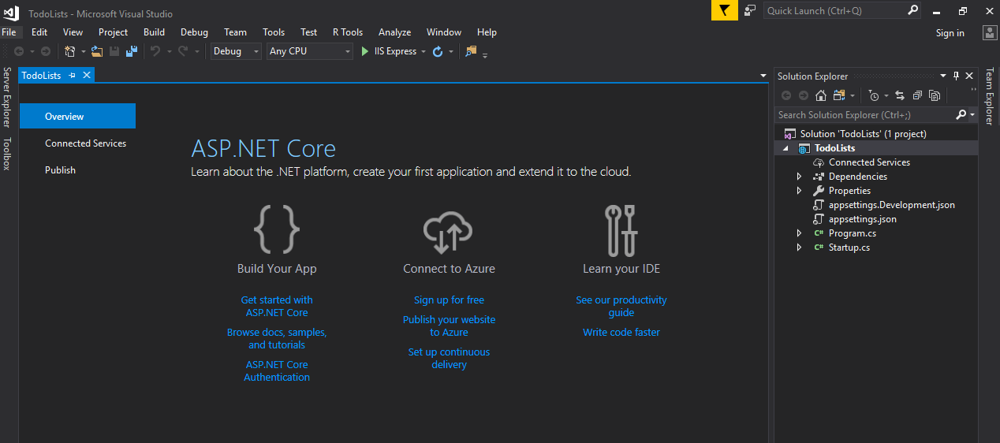 TodoLists - Microsoft Visual Studio
Quick Launch (Ctrl+Q)
File Edit View Project Build Debug Team Tools Test R Tools Analyze Window Help
Sign in
Debug Any CPU IIS Express
Server Explorer
Toolbox
TodoLists
Overview
Connected Services
Publish
ASP.NET Core
Learn about the .NET platform, create your first application and extend it to the cloud.
Build Your App
Get started with
ASP.NET Core
Browse docs, samples,
and tutorials
ASP.NET Core
Authentication
Connect to Azure
Sign up for free
Publish your website
to Azure
Set up continuous
delivery
Learn your IDE
See our productivity
guide
Write code faster
Solution Explorer
Search Solution Explorer (Ctrl+;)
Solution 'TodoLists' (1 project)
TodoLists
Connected Services
Dependencies
Properties
appsettings.Development.json
appsettings.json
C# Program.cs
C# Startup.cs
Team Explorer